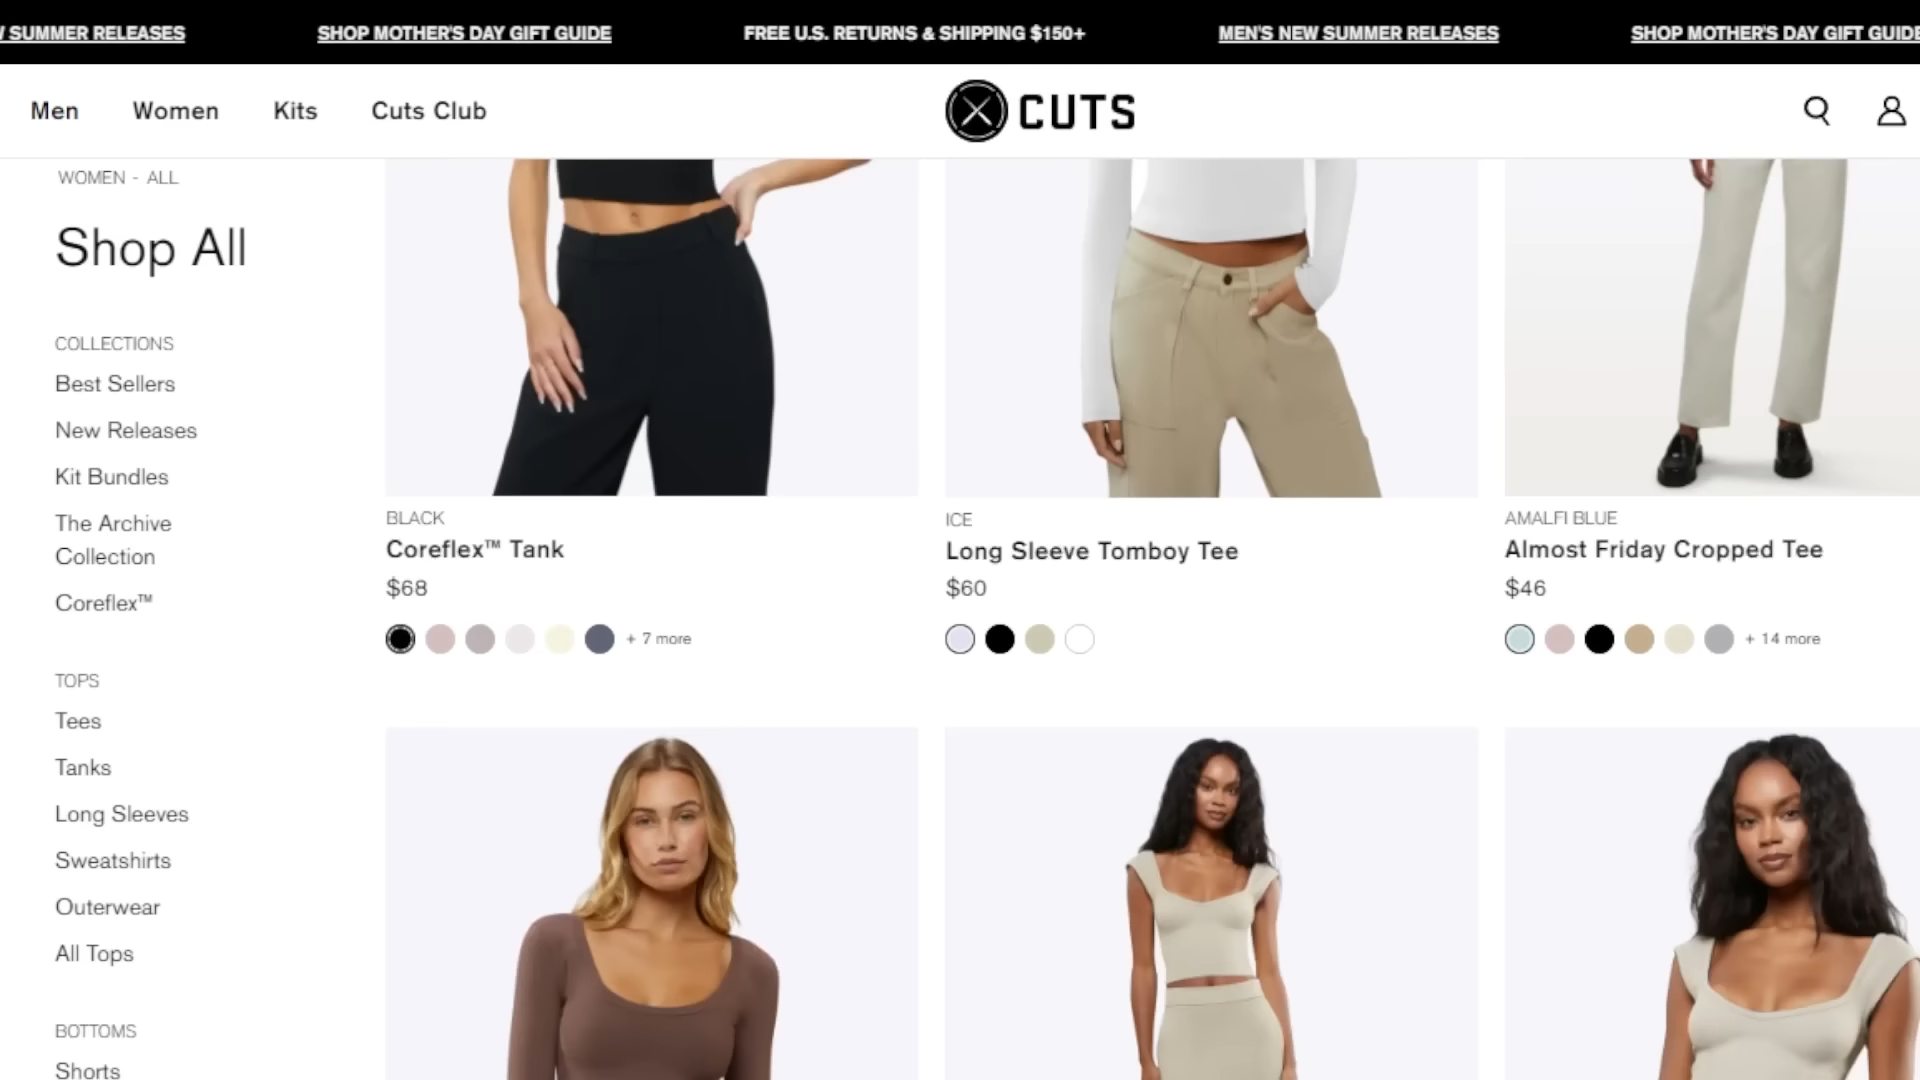 SUMMER RELEASES
SHOP MOTHER'S DAY GIFT GUIDE
FREE U.S. RETURNS & SHIPPING $150+
MEN'S NEW SUMMER RELEASES
SHOP MOTHER'S DAY GIFT GUIDE
Men
Women
Kits
Cuts Club
CUTS
WOMEN - ALL
Shop All
COLLECTIONS
Best Sellers
New Releases
Kit Bundles
The Archive
Collection
Coreflex™
TOPS
Tees
Tanks
Long Sleeves
Sweatshirts
Outerwear
All Tops
BOTTOMS
Shorts
BLACK
Coreflex™ Tank
$68
+ 7 more
ICE
Long Sleeve Tomboy Tee
$60
AMALFI BLUE
Almost Friday Cropped Tee
$46
+ 14 more